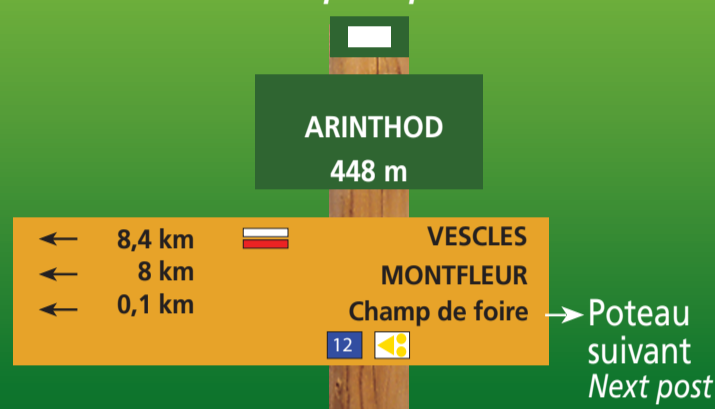 ARINTHOD
448 m
← 8,4 km VESCLES
← 8 km MONTFLEUR
← 0,1 km Champ de foire → Poteau
12
suivant
Next post